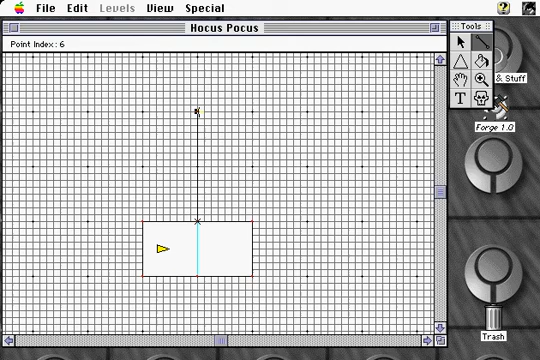 File Edit View Levels Special
Hocus Pocus
Point Index: 6
Tools
T
& Stuff
Forge 1.0
Trash